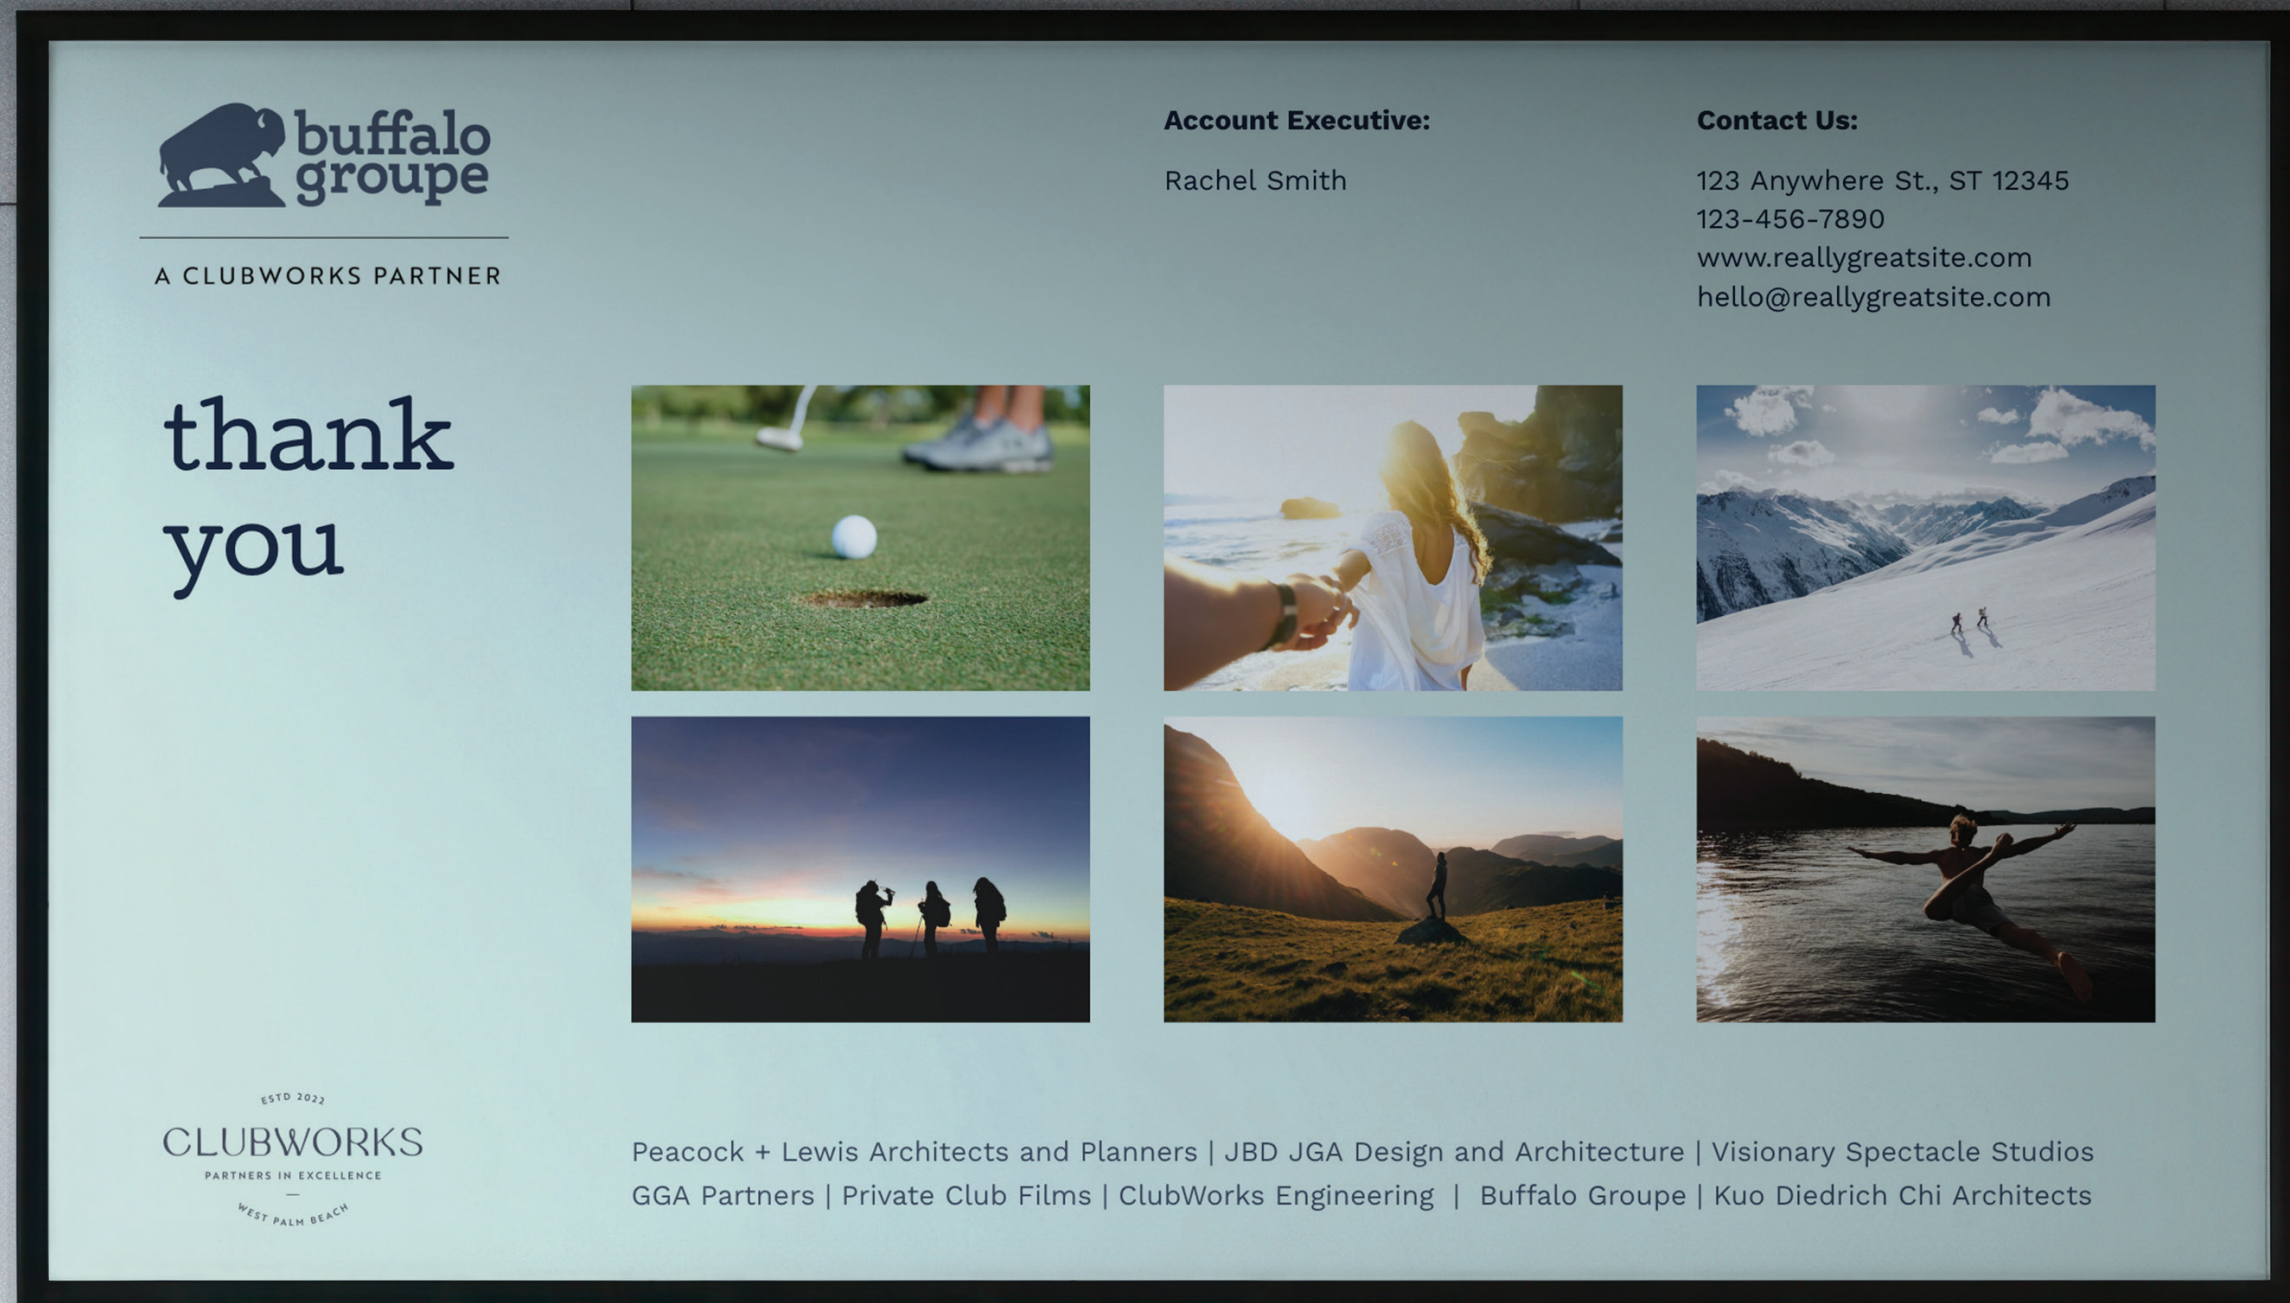 buffalo
groupe
A CLUBWORKS PARTNER
Account Executive:
Rachel Smith
Contact Us:
123 Anywhere St., ST 12345
123-456-7890
www.reallygreatsite.com
hello@reallygreatsite.com
thank
you
ESTD 2022
CLUBWORKS
PARTNERS IN EXCELLENCE
—
WEST PALM BEACH
Peacock + Lewis Architects and Planners | JBD JGA Design and Architecture | Visionary Spectacle Studios
GGA Partners | Private Club Films | ClubWorks Engineering | Buffalo Groupe | Kuo Diedrich Chi Architects